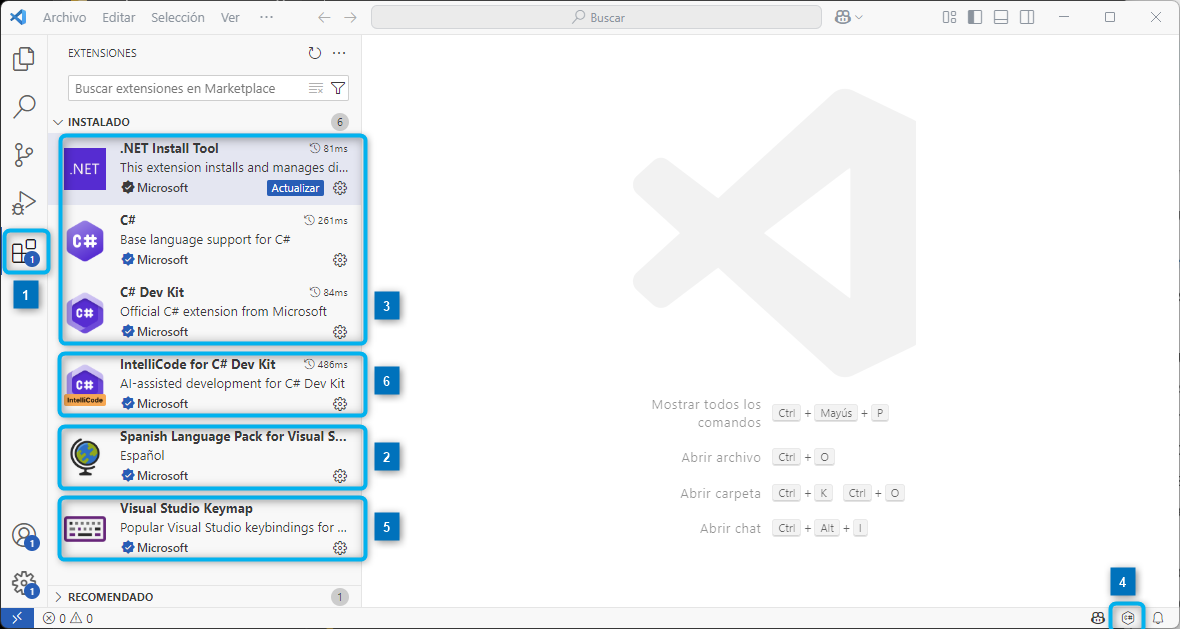 Archivo Editar Selección Ver ···
Buscar
EXTENSIONES
Buscar extensiones en Marketplace
INSTALADO 6
.NET
.NET Install Tool 81ms
This extension installs and manages di...
Microsoft Actualizar
C#
C# 261ms
Base language support for C#
Microsoft
C#
C# Dev Kit 84ms
Official C# extension from Microsoft
Microsoft
C#
IntelliCode
IntelliCode for C# Dev Kit 486ms
AI-assisted development for C# Dev Kit
Microsoft
Spanish Language Pack for Visual S...
Español
Microsoft
Visual Studio Keymap
Popular Visual Studio keybindings for ...
Microsoft
RECOMENDADO 1
1
1
3
6
2
5
1
1
Mostrar todos los comandos Ctrl + Mayús + P
Abrir archivo Ctrl + O
Abrir carpeta Ctrl + K Ctrl + O
Abrir chat Ctrl + Alt + I
4
0 0
C#